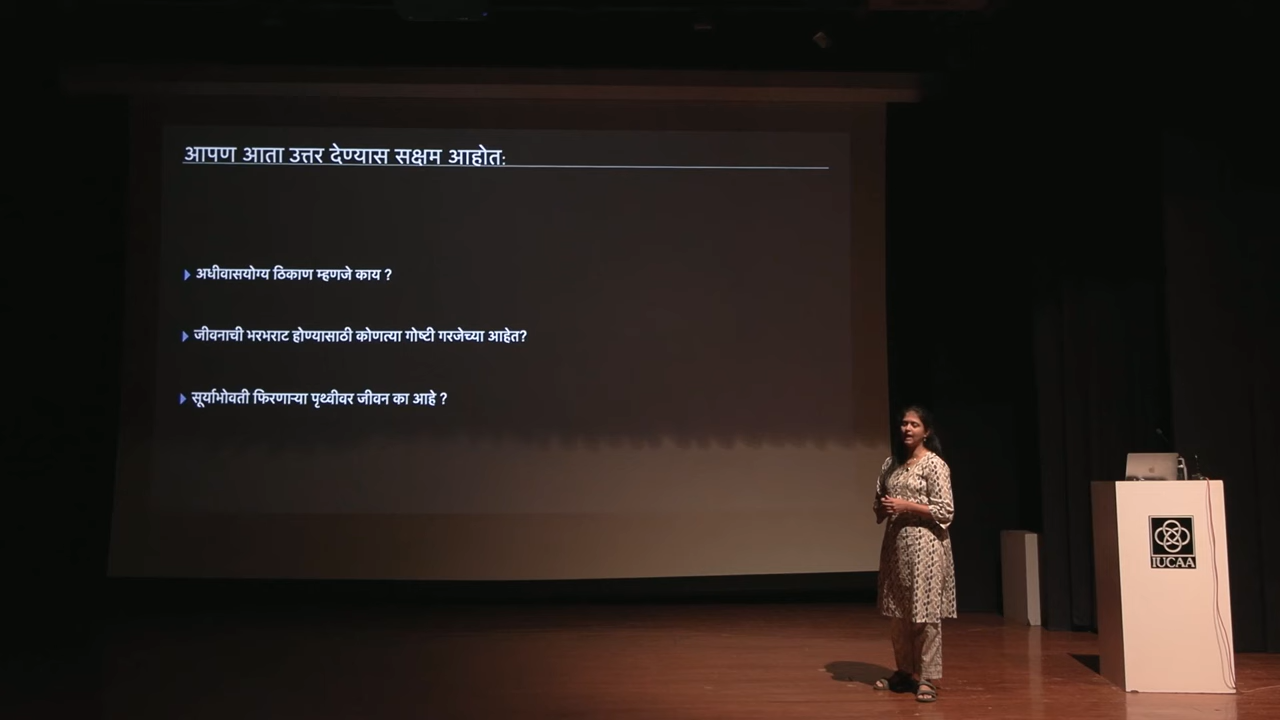 आपण आता उत्तर देण्यास सक्षम आहोत:
अधीवासयोग्य ठिकाण म्हणजे काय ?
जीवनाची भरभराट होण्यासाठी कोणत्या गोष्टी गरजेच्या आहेत?
सूर्याभोवती फिरणाऱ्या पृथ्वीवर जीवन का आहे ?
IUCAA